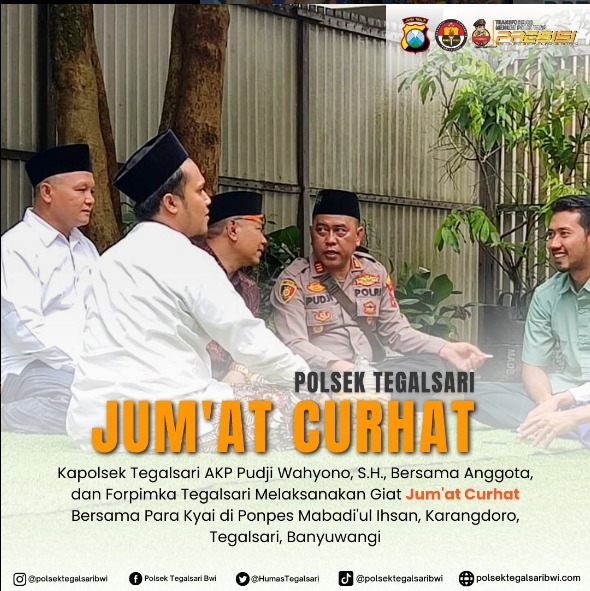 PRESISI
PUDJI
POLRI
POLSEK TEGALSARI
JUM'AT CURHAT
Kapolsek Tegalsari AKP Pudji Wahyono, S.H., Bersama Anggota,
dan Forpimka Tegalsari Melaksanakan Giat Jum'at Curhat
Bersama Para Kyai di Ponpes Mabadi'ul Ihsan, Karangdoro,
Tegalsari, Banyuwangi
@polsektegalsaribwi
Polsek Tegalsari Bwi
@HumasTegalsari
@polsektegalsaribwi
polsektegalsaribwi.com